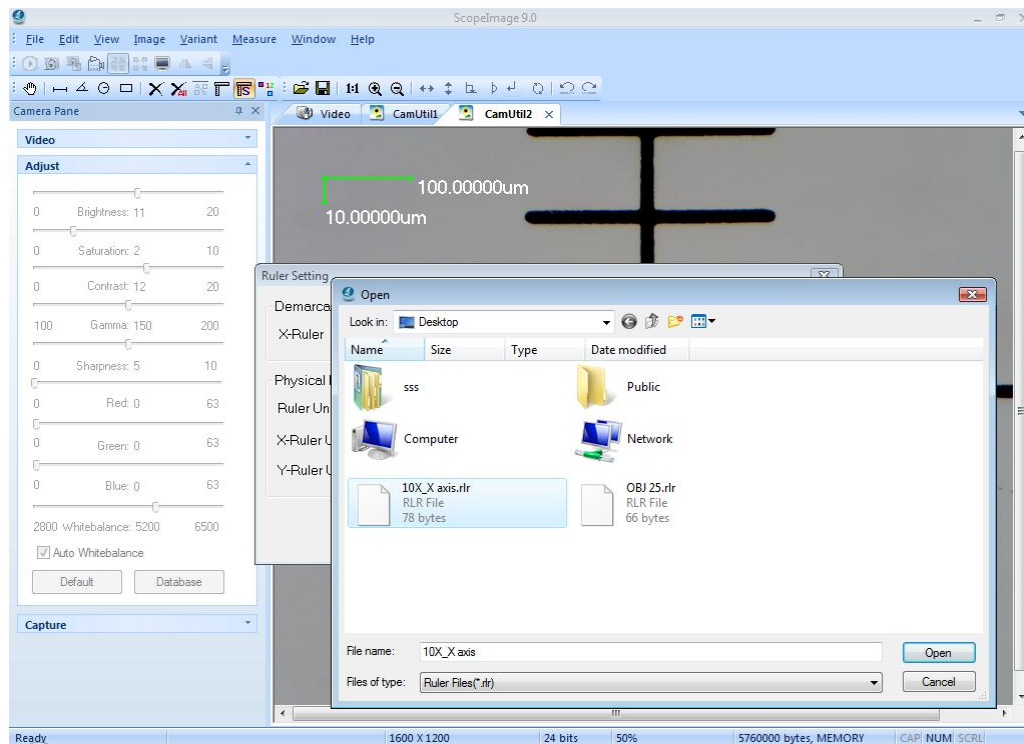 ScopeImage 9.0
File Edit View Image Variant Measure Window Help
1:1
Camera Pane
Video CamUtil1 CamUtil2
Video
Adjust
0 Brightness: 11 20
0 Saturation: 2 10
0 Contrast: 12 20
100 Gamma: 150 200
0 Sharpness: 5 10
0 Red: 0 63
0 Green: 0 63
0 Blue: 0 63
2800 Whitebalance: 5200 6500
Auto Whitebalance
Default Database
Capture
100.00000um
10.00000um
Ruler Setting
Demarca
X-Ruler
Physical
Ruler Un
X-Ruler U
Y-Ruler U
Open
Look in: Desktop
Name Size Type Date modified
sss Public
Computer Network
10X_X axis.rlr
RLR File
78 bytes
OBJ 25.rlr
RLR File
66 bytes
File name: 10X_X axis Open
Files of type: Ruler Files(*.rlr) Cancel
Ready 1600 X 1200 24 bits 50% 5760000 bytes, MEMORY CAP NUM SCRL